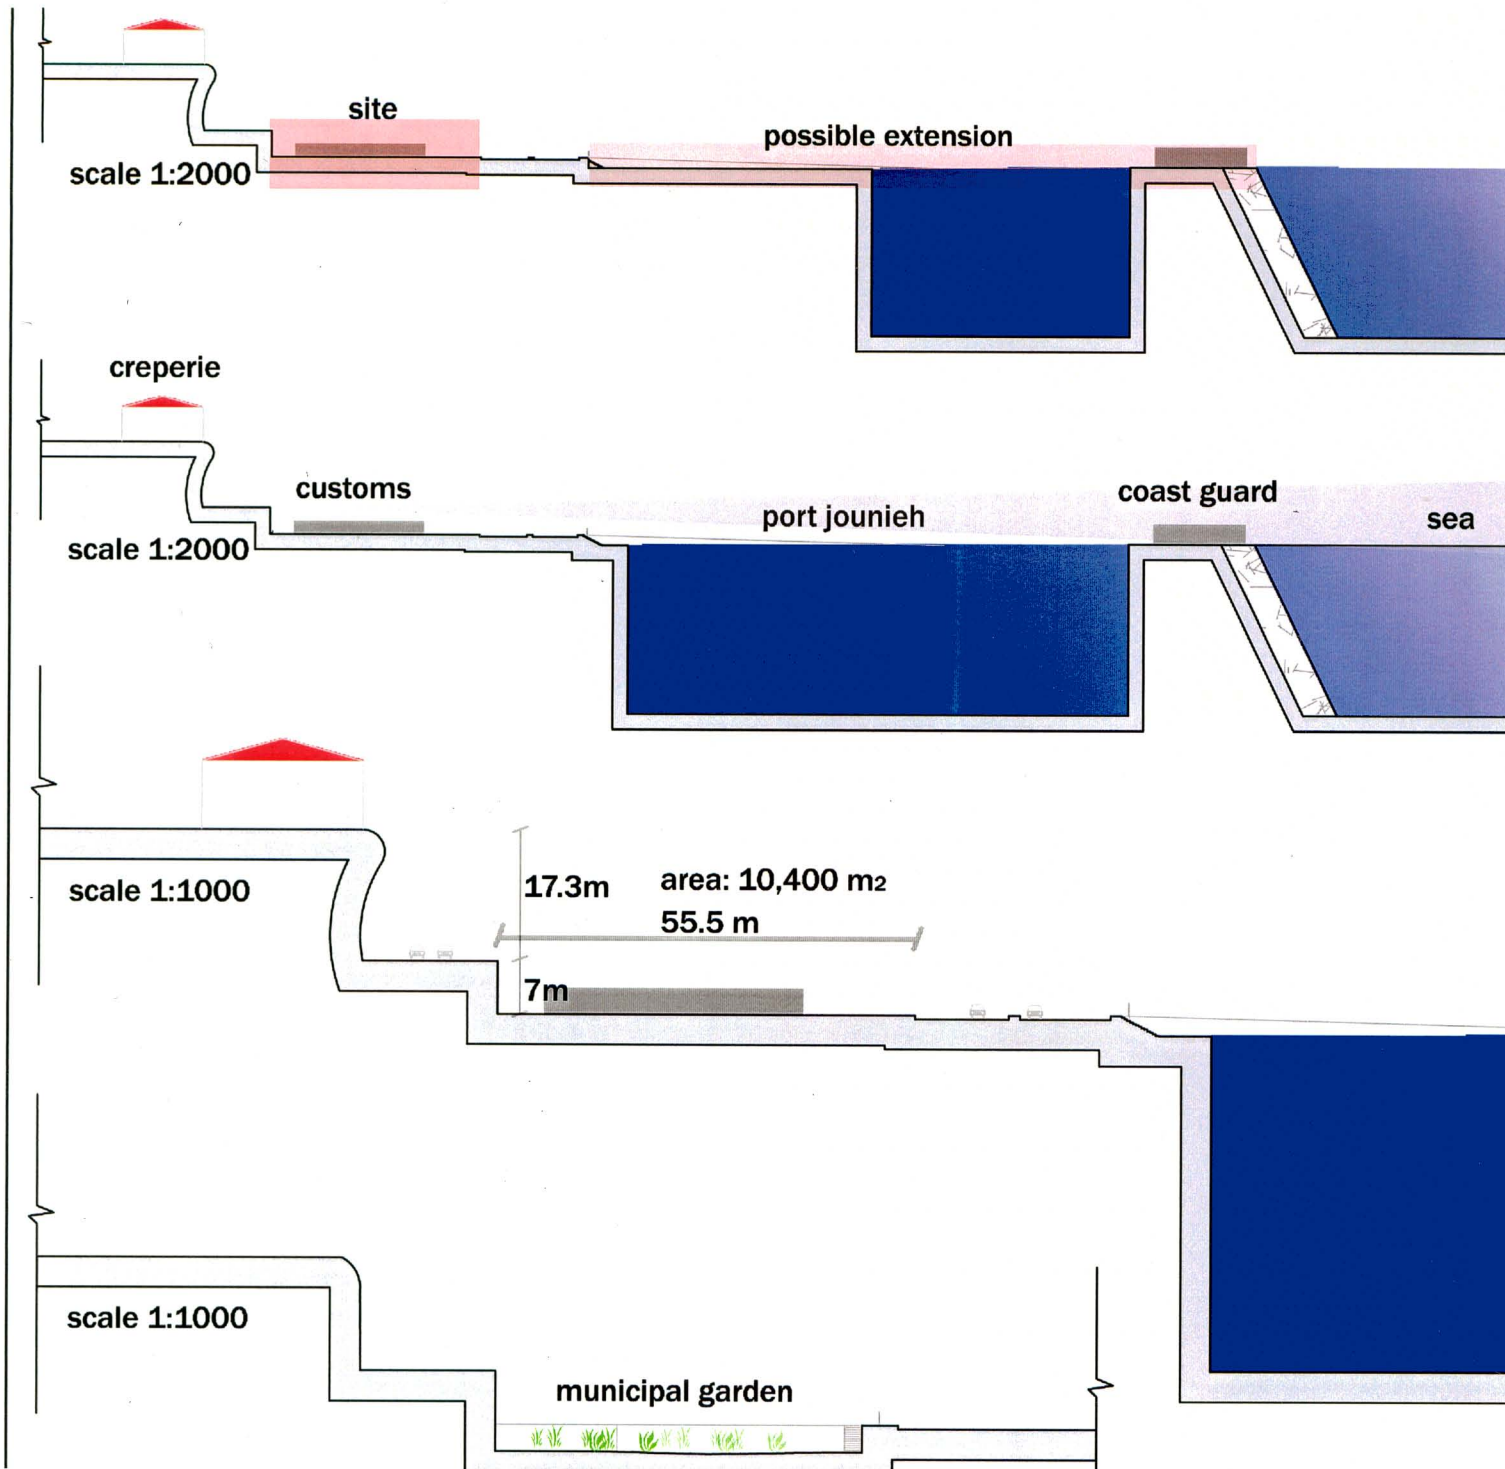 site
possible extension
scale 1:2000
creperie
customs
port jounieh
coast guard
sea
scale 1:2000
scale 1:1000
17.3m
area: 10,400 m2
55.5 m
7m
scale 1:1000
municipal garden